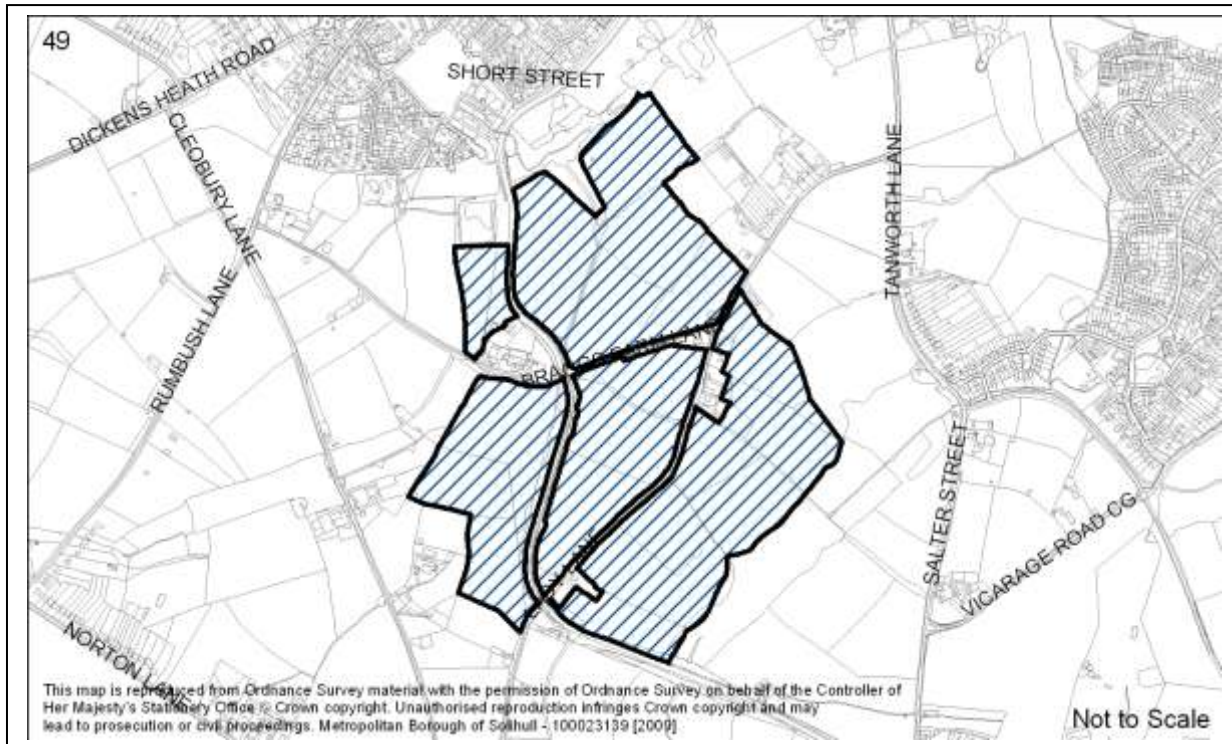 49
SHORT STREET
DICKENS HEATH ROAD
CLEOBURY LANE
TANWORTH LANE
RUMBUSH LANE
SALTER STREET
VICARAGE ROAD CG
NORTON LANE
This map is reproduced from Ordnance Survey material with the permission of Ordnance Survey on behalf of the Controller of
Her Majesty's Stationery Office © Crown copyright. Unauthorised reproduction infringes Crown copyright and may
lead to prosecution or civil proceedings. Metropolitan Borough of Solihull - 100023139 [2009]
Not to Scale